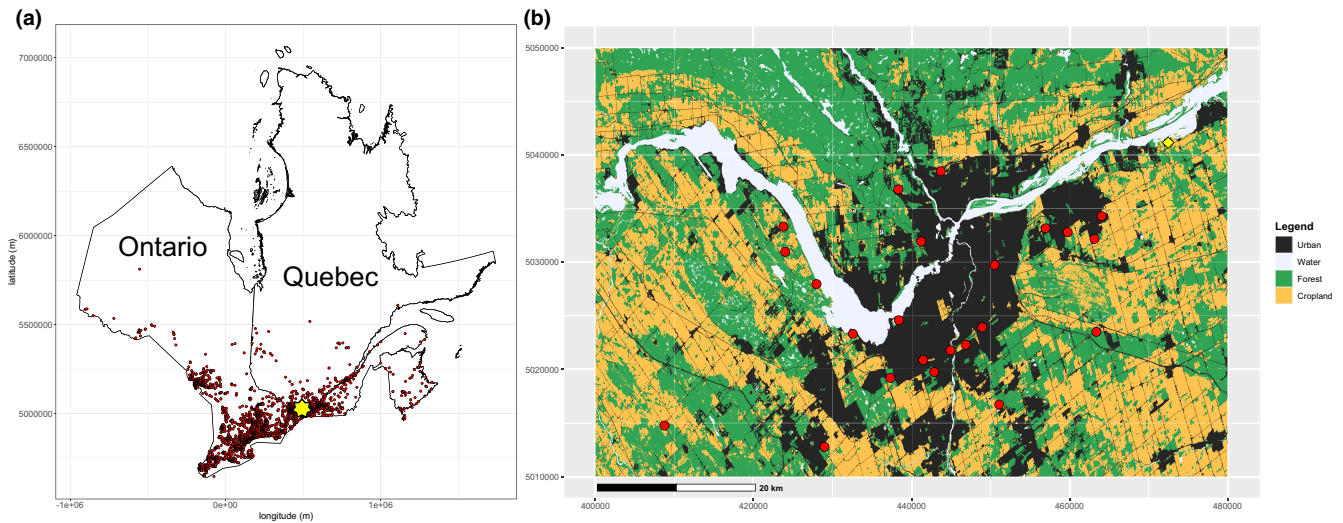 (a)
7000000
6500000
6000000
5500000
5000000
latitude (m)
Ontario
Quebec
-1e+06
0e+00
1e+06
longitude (m)
(b)
5050000
5040000
5030000
5020000
5010000
20 km
400000
420000
440000
460000
480000
Legend
Urban
Water
Forest
Cropland